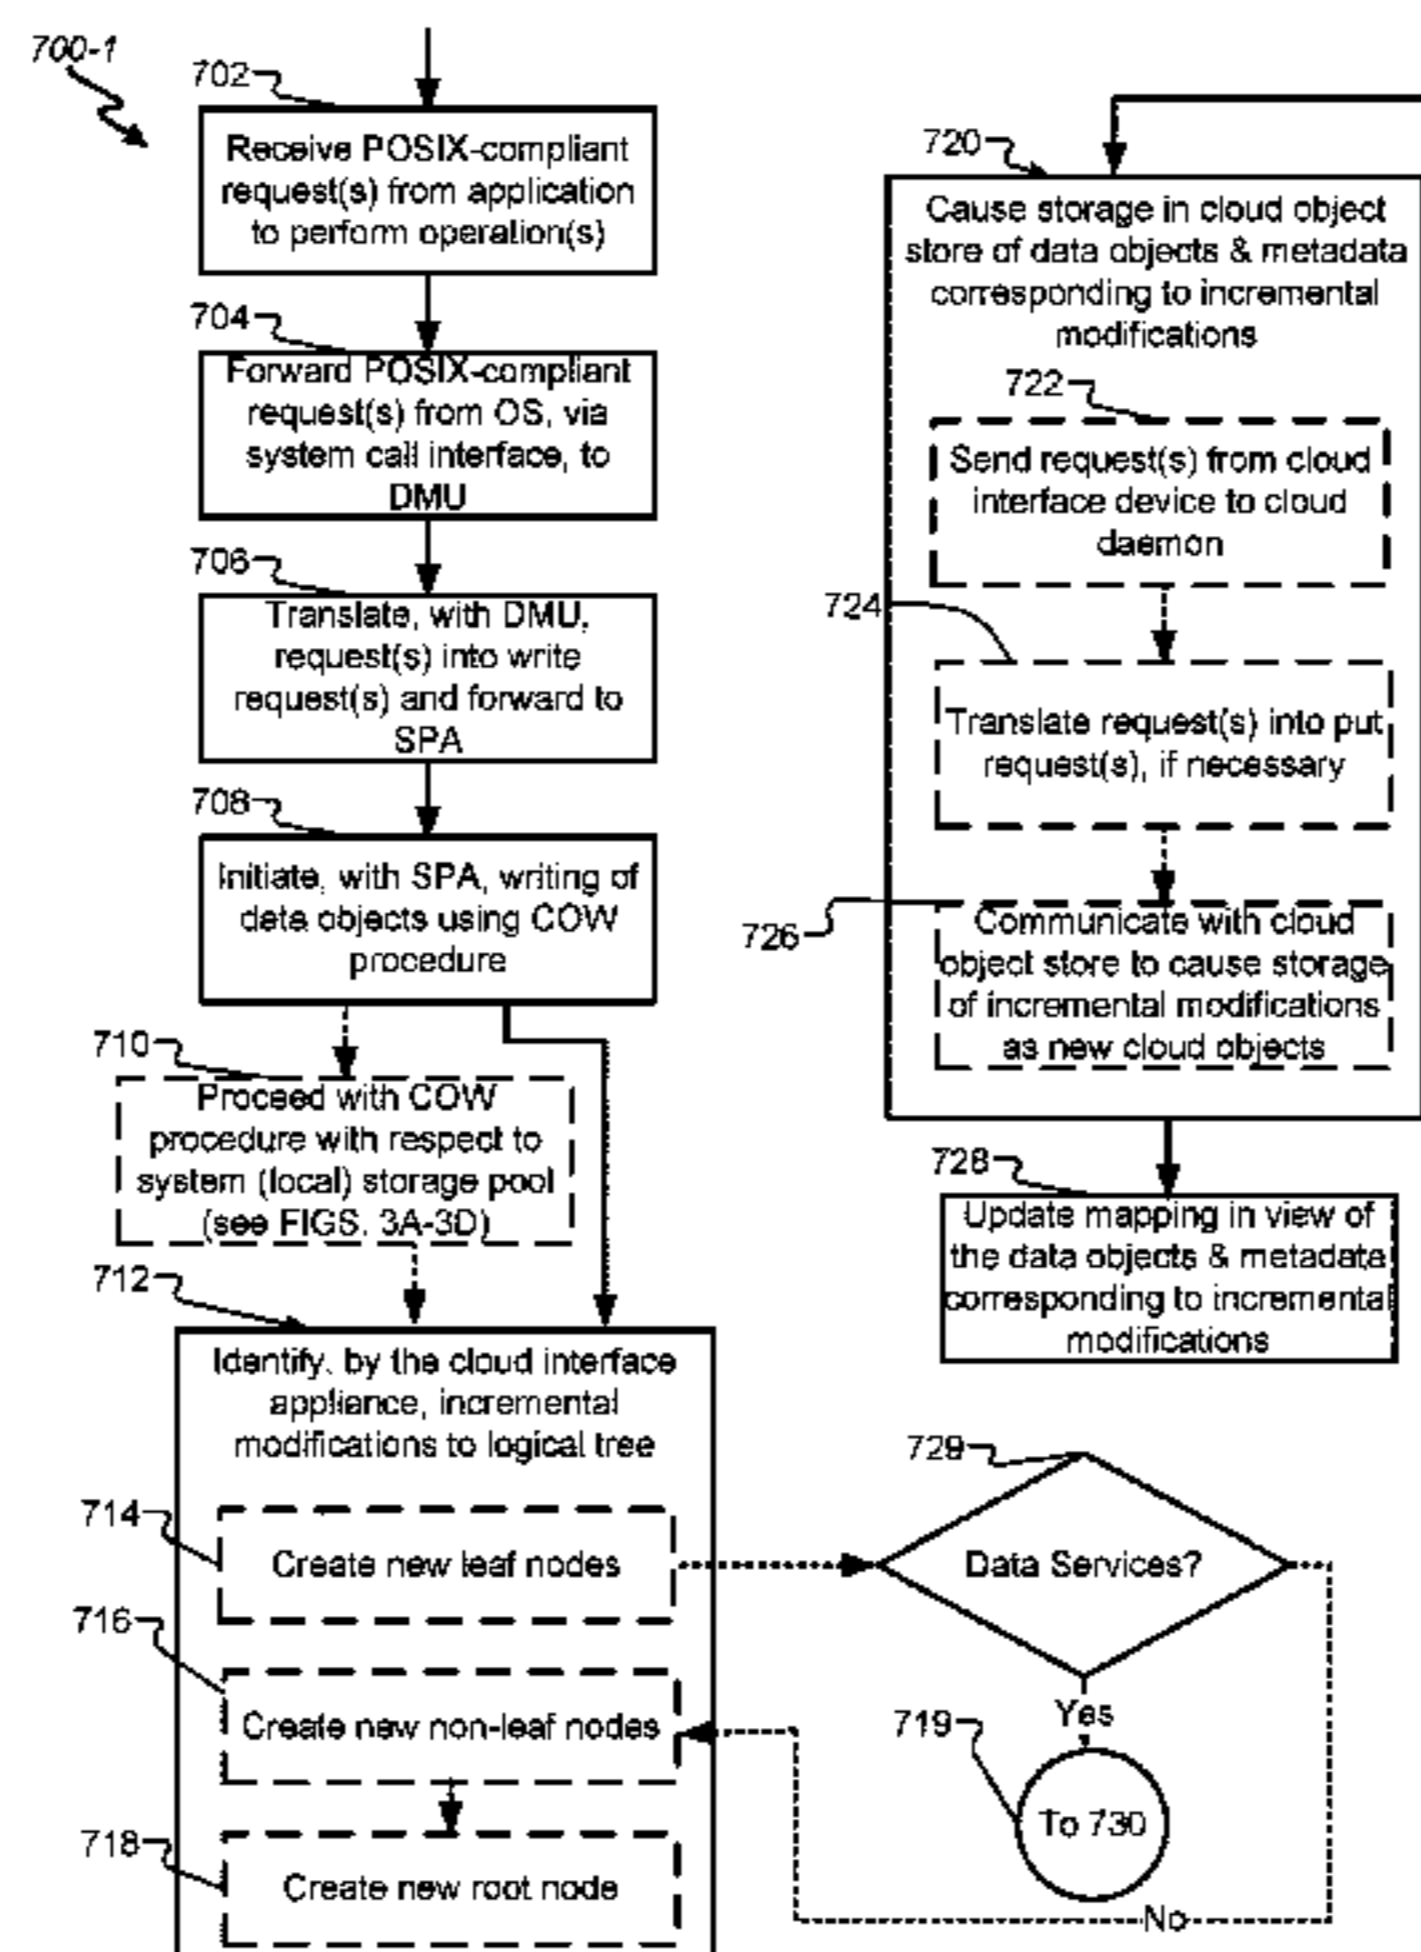 700-1
702
Receive POSIX-compliant
request(s) from application
to perform operation(s)
704
Forward POSIX-compliant
request(s) from OS, via
system call interface, to
DMU
706
Translate, with DMU,
request(s) into write
request(s) and forward to
SPA
708
Initiate, with SPA, writing of
data objects using COW
procedure
710
Proceed with COW
procedure with respect to
system (local) storage pool
(see FIGS. 3A-3D)
712
Identify, by the cloud interface
appliance, incremental
modifications to logical tree
714
Create new leaf nodes
716
Create new non-leaf nodes
718
Create new root node
720
Cause storage in cloud object
store of data objects & metadata
corresponding to incremental
modifications
722
Send request(s) from cloud
interface device to cloud
daemon
724
Translate request(s) into put
request(s), if necessary
726
Communicate with cloud
object store to cause storage
of incremental modifications
as new cloud objects
728
Update mapping in view of
the data objects & metadata
corresponding to incremental
modifications
729
Data Services?
Yes
719
To 730
No